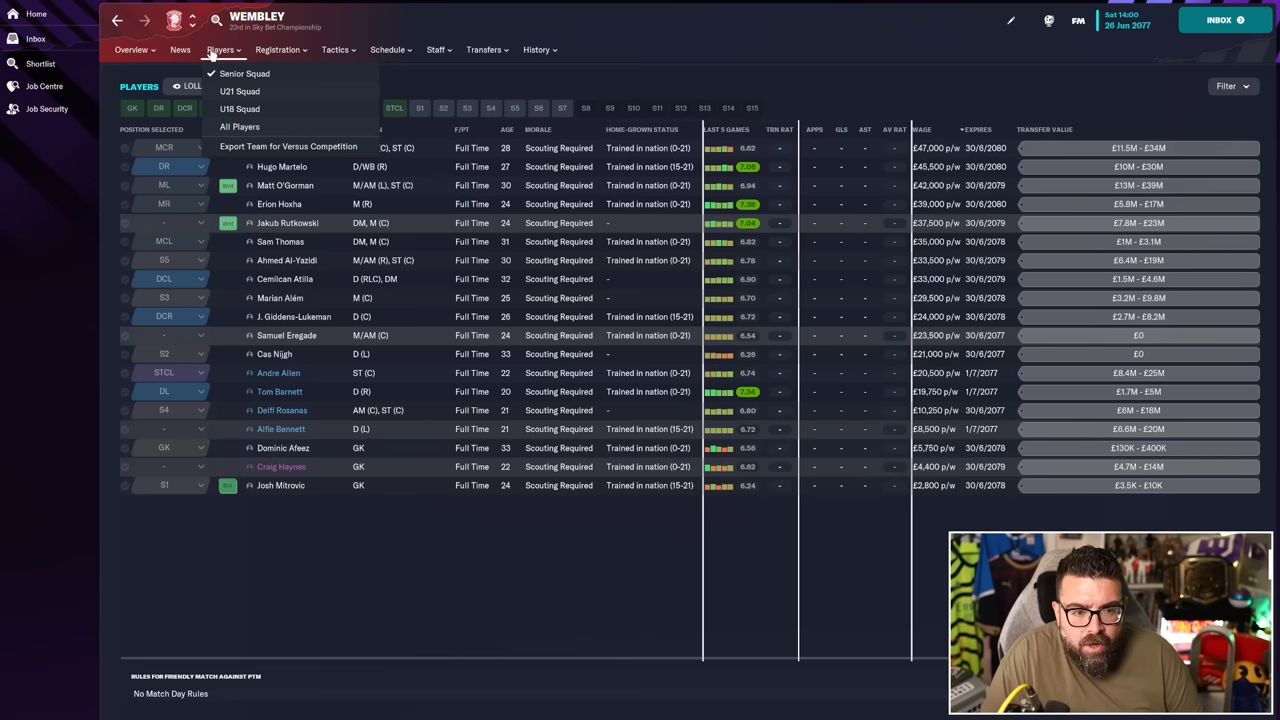 Home
Inbox
Shortlist
Job Centre
Job Security
WEMBLEY
23rd in Sky Bet Championship
FM
Sat 14:00
26 Jun 2077
INBOX
Overview
News
Players
Registration
Tactics
Schedule
Staff
Transfers
History
Senior Squad
U21 Squad
U18 Squad
All Players
Export Team for Versus Competition
PLAYERS
LOLL
Filter
GK DR DCR STCL S1 S2 S3 S4 S5 S6 S7 S8 S9 S10 S11 S12 S13 S14 S15
POSITION SELECTED F/PT AGE MORALE HOME-GROWN STATUS LAST 5 GAMES TRN RAT APPS GLS AST AV RAT WAGE EXPIRES TRANSFER VALUE
MCR (C), ST (C) Full Time 28 Scouting Required Trained in nation (0-21) 6.62 - - - - - £47,000 p/w 30/6/2080 £11.5M - £34M
DR Hugo Martelo D/WB (R) Full Time 27 Scouting Required Trained in nation (15-21) 7.06 - - - - - £45,500 p/w 30/6/2080 £10M - £30M
ML Wnt Matt O'Gorman M/AM (L), ST (C) Full Time 30 Scouting Required Trained in nation (0-21) 6.94 - - - - - £42,000 p/w 30/6/2079 £13M - £39M
MR Erion Hoxha M (R) Full Time 24 Scouting Required Trained in nation (0-21) 7.38 - - - - - £39,000 p/w 30/6/2078 £5.8M - £17M
- Wnt Jakub Rutkowski DM, M (C) Full Time 24 Scouting Required - 7.04 - - - - - £37,500 p/w 30/6/2079 £7.8M - £23M
MCL Sam Thomas DM, M (C) Full Time 31 Scouting Required Trained in nation (0-21) 6.82 - - - - - £35,000 p/w 30/6/2078 £1M - £3.1M
S5 Ahmed Al-Yazidi M/AM (R), ST (C) Full Time 30 Scouting Required Trained in nation (0-21) 6.78 - - - - - £33,500 p/w 30/6/2079 £6.4M - £19M
DCL Cemilcan Atilla D (RLC), DM Full Time 32 Scouting Required - 6.90 - - - - - £33,000 p/w 30/6/2079 £1.5M - £4.6M
S3 Marian Além M (C) Full Time 25 Scouting Required - 6.70 - - - - - £29,500 p/w 30/6/2078 £3.2M - £9.8M
DCR J. Giddens-Lukeman D (C) Full Time 26 Scouting Required Trained in nation (15-21) 6.72 - - - - - £24,000 p/w 30/6/2078 £2.7M - £8.2M
- Samuel Eregade M/AM (C) Full Time 24 Scouting Required Trained in nation (0-21) 6.54 - - - - - £23,500 p/w 30/6/2077 £0
S2 Cas Nijgh D (L) Full Time 33 Scouting Required - 6.26 - - - - - £21,000 p/w 30/6/2077 £0
STCL Andre Allen ST (C) Full Time 22 Scouting Required Trained in nation (0-21) 6.74 - - - - - £20,500 p/w 1/7/2077 £8.4M - £25M
DL Tom Barnett D (R) Full Time 20 Scouting Required Trained in nation (0-21) 7.34 - - - - - £19,750 p/w 1/7/2077 £1.7M - £5M
S4 Delfí Rosanas AM (C), ST (C) Full Time 21 Scouting Required - 6.80 - - - - - £10,250 p/w 30/6/2077 £6M - £18M
- Alfie Bennett D (L) Full Time 21 Scouting Required Trained in nation (15-21) 6.72 - - - - - £8,500 p/w 1/7/2077 £6.6M - £20M
GK Dominic Afeez GK Full Time 33 Scouting Required Trained in nation (0-21) 6.56 - - - - - £5,750 p/w 30/6/2078 £130K - £400K
- Craig Haynes GK Full Time 22 Scouting Required Trained in nation (0-21) 6.62 - - - - - £4,400 p/w 30/6/2079 £4.7M - £14M
S1 Bid Josh Mitrovic GK Full Time 24 Scouting Required Trained in nation (15-21) 6.24 - - - - - £2,800 p/w 30/6/2078 £3.5K - £10K
RULES FOR FRIENDLY MATCH AGAINST PTM
No Match Day Rules